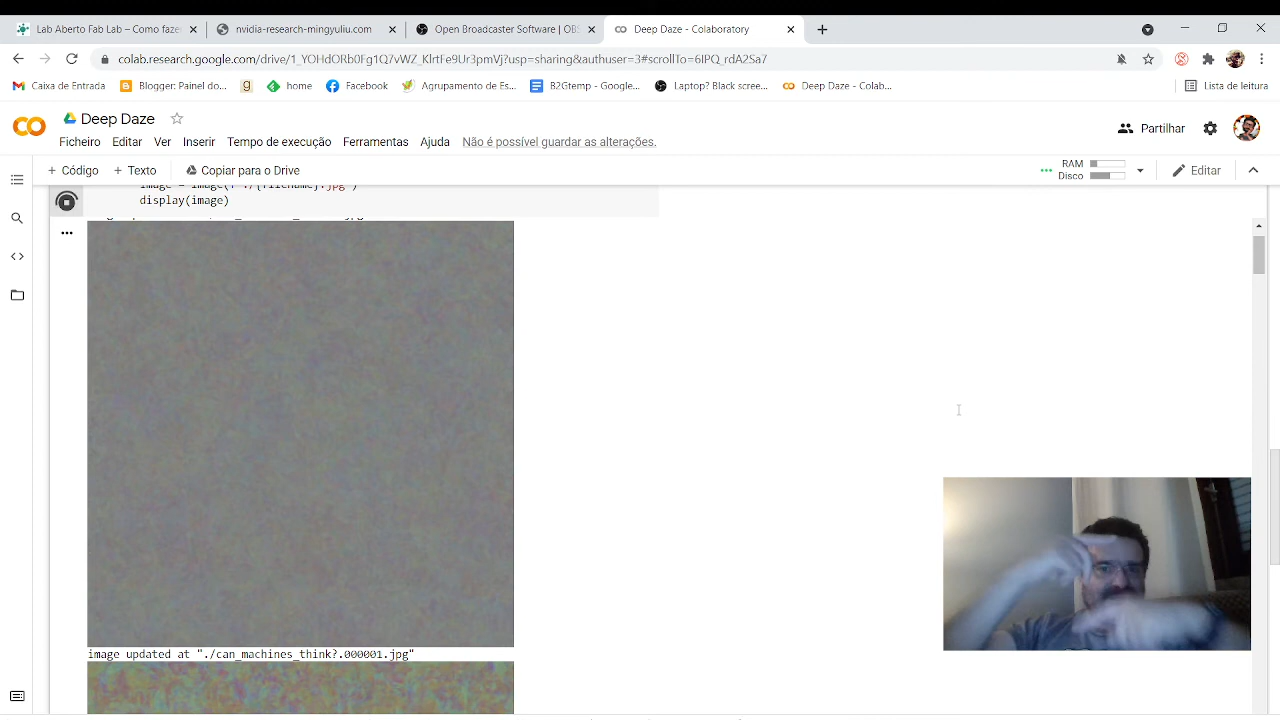 Lab Aberto Fab Lab – Como faze
nvidia-research-mingyuliu.com
Open Broadcaster Software | OBS
Deep Daze - Colaboratory
colab.research.google.com/drive/1_YOHdORb0Fg1Q7vWZ_KlrtFe9Ur3_mVj?usp=sharing&authuser=3#scrollTo=6IPQ_rdA2Sa7
Caixa de Entrada
Blogger: Painel do...
home
Facebook
Agrupamento de Es...
B2Gtemp - Google...
Laptop? Black scree...
Deep Daze - Colab...
Lista de leitura
Deep Daze
Partilhar
Ficheiro Editar Ver Inserir Tempo de execução Ferramentas Ajuda Não é possível guardar as alterações.
+ Código + Texto Copiar para o Drive
RAM
Disco
Editar
display(image)
image updated at "./can_machines_think?.000001.jpg"